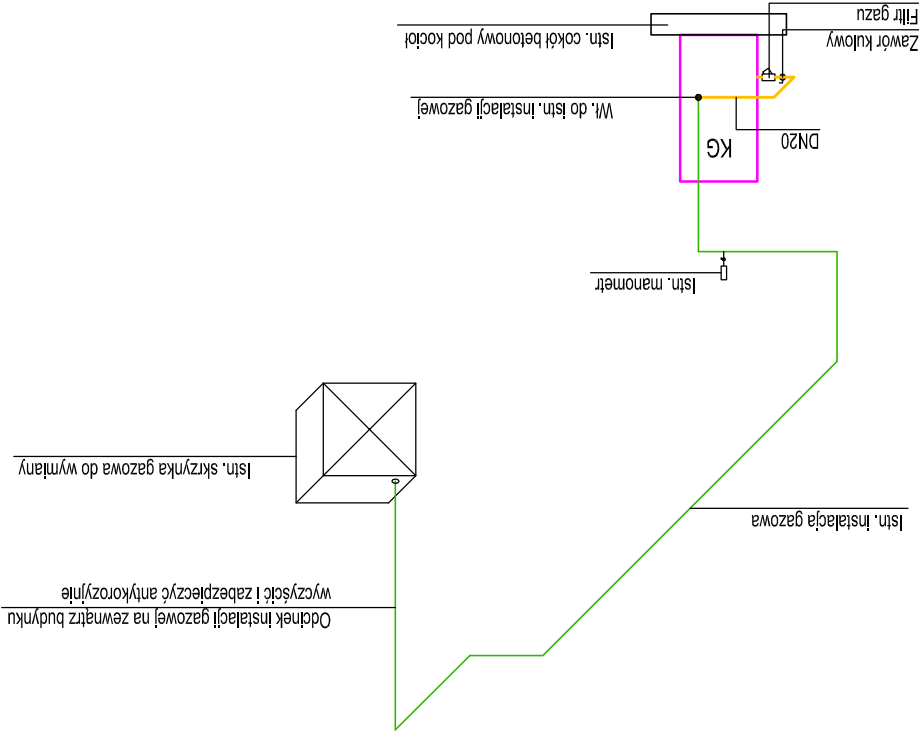 Odcinek instalacji gazowej na zewnątrz budynku
wyczyścić i zabezpieczyć antykorozyjnie
Istn. instalacja gazowa
Istn. skrzynka gazowa do wymiany
Istn. manometr
KG
DN20
Wł. do istn. instalacji gazowej
Zawór kulowy
Istn. cokół betonowy pod kocioł
Filtr gazu